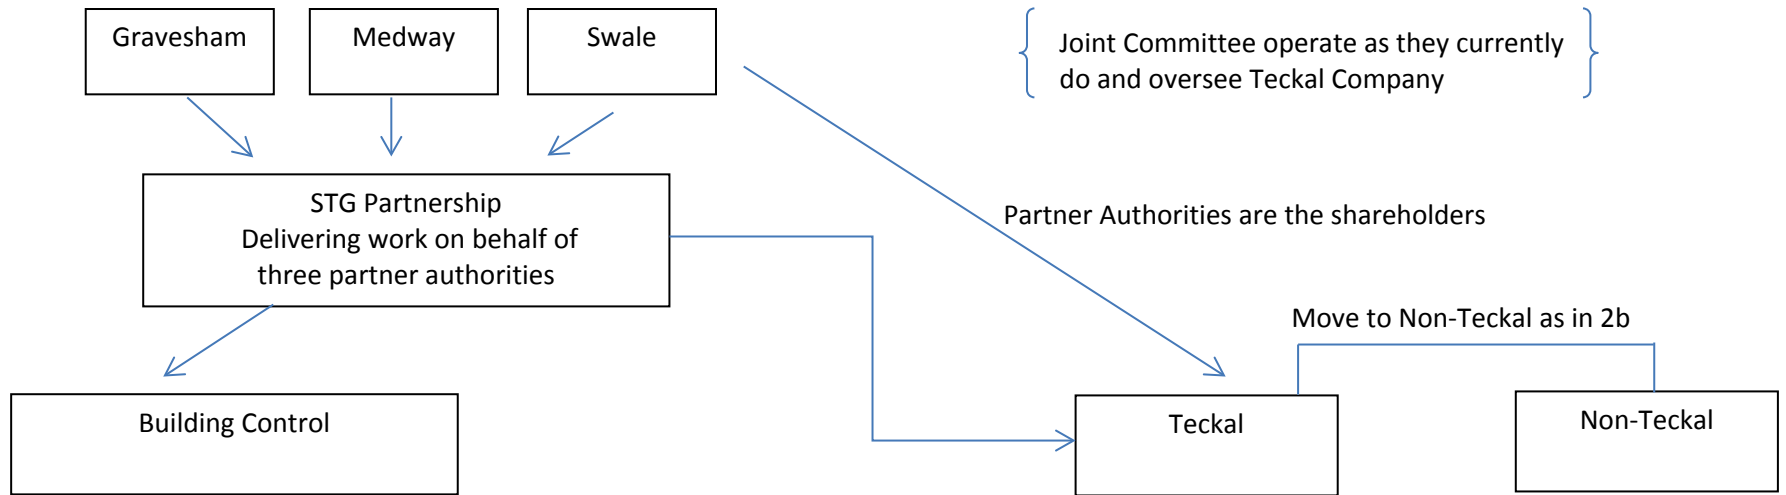 Gravesham
Medway
Swale
Joint Committee operate as they currently
do and oversee Teckal Company
STG Partnership
Delivering work on behalf of
three partner authorities
Partner Authorities are the shareholders
Move to Non-Teckal as in 2b
Building Control
Teckal
Non-Teckal